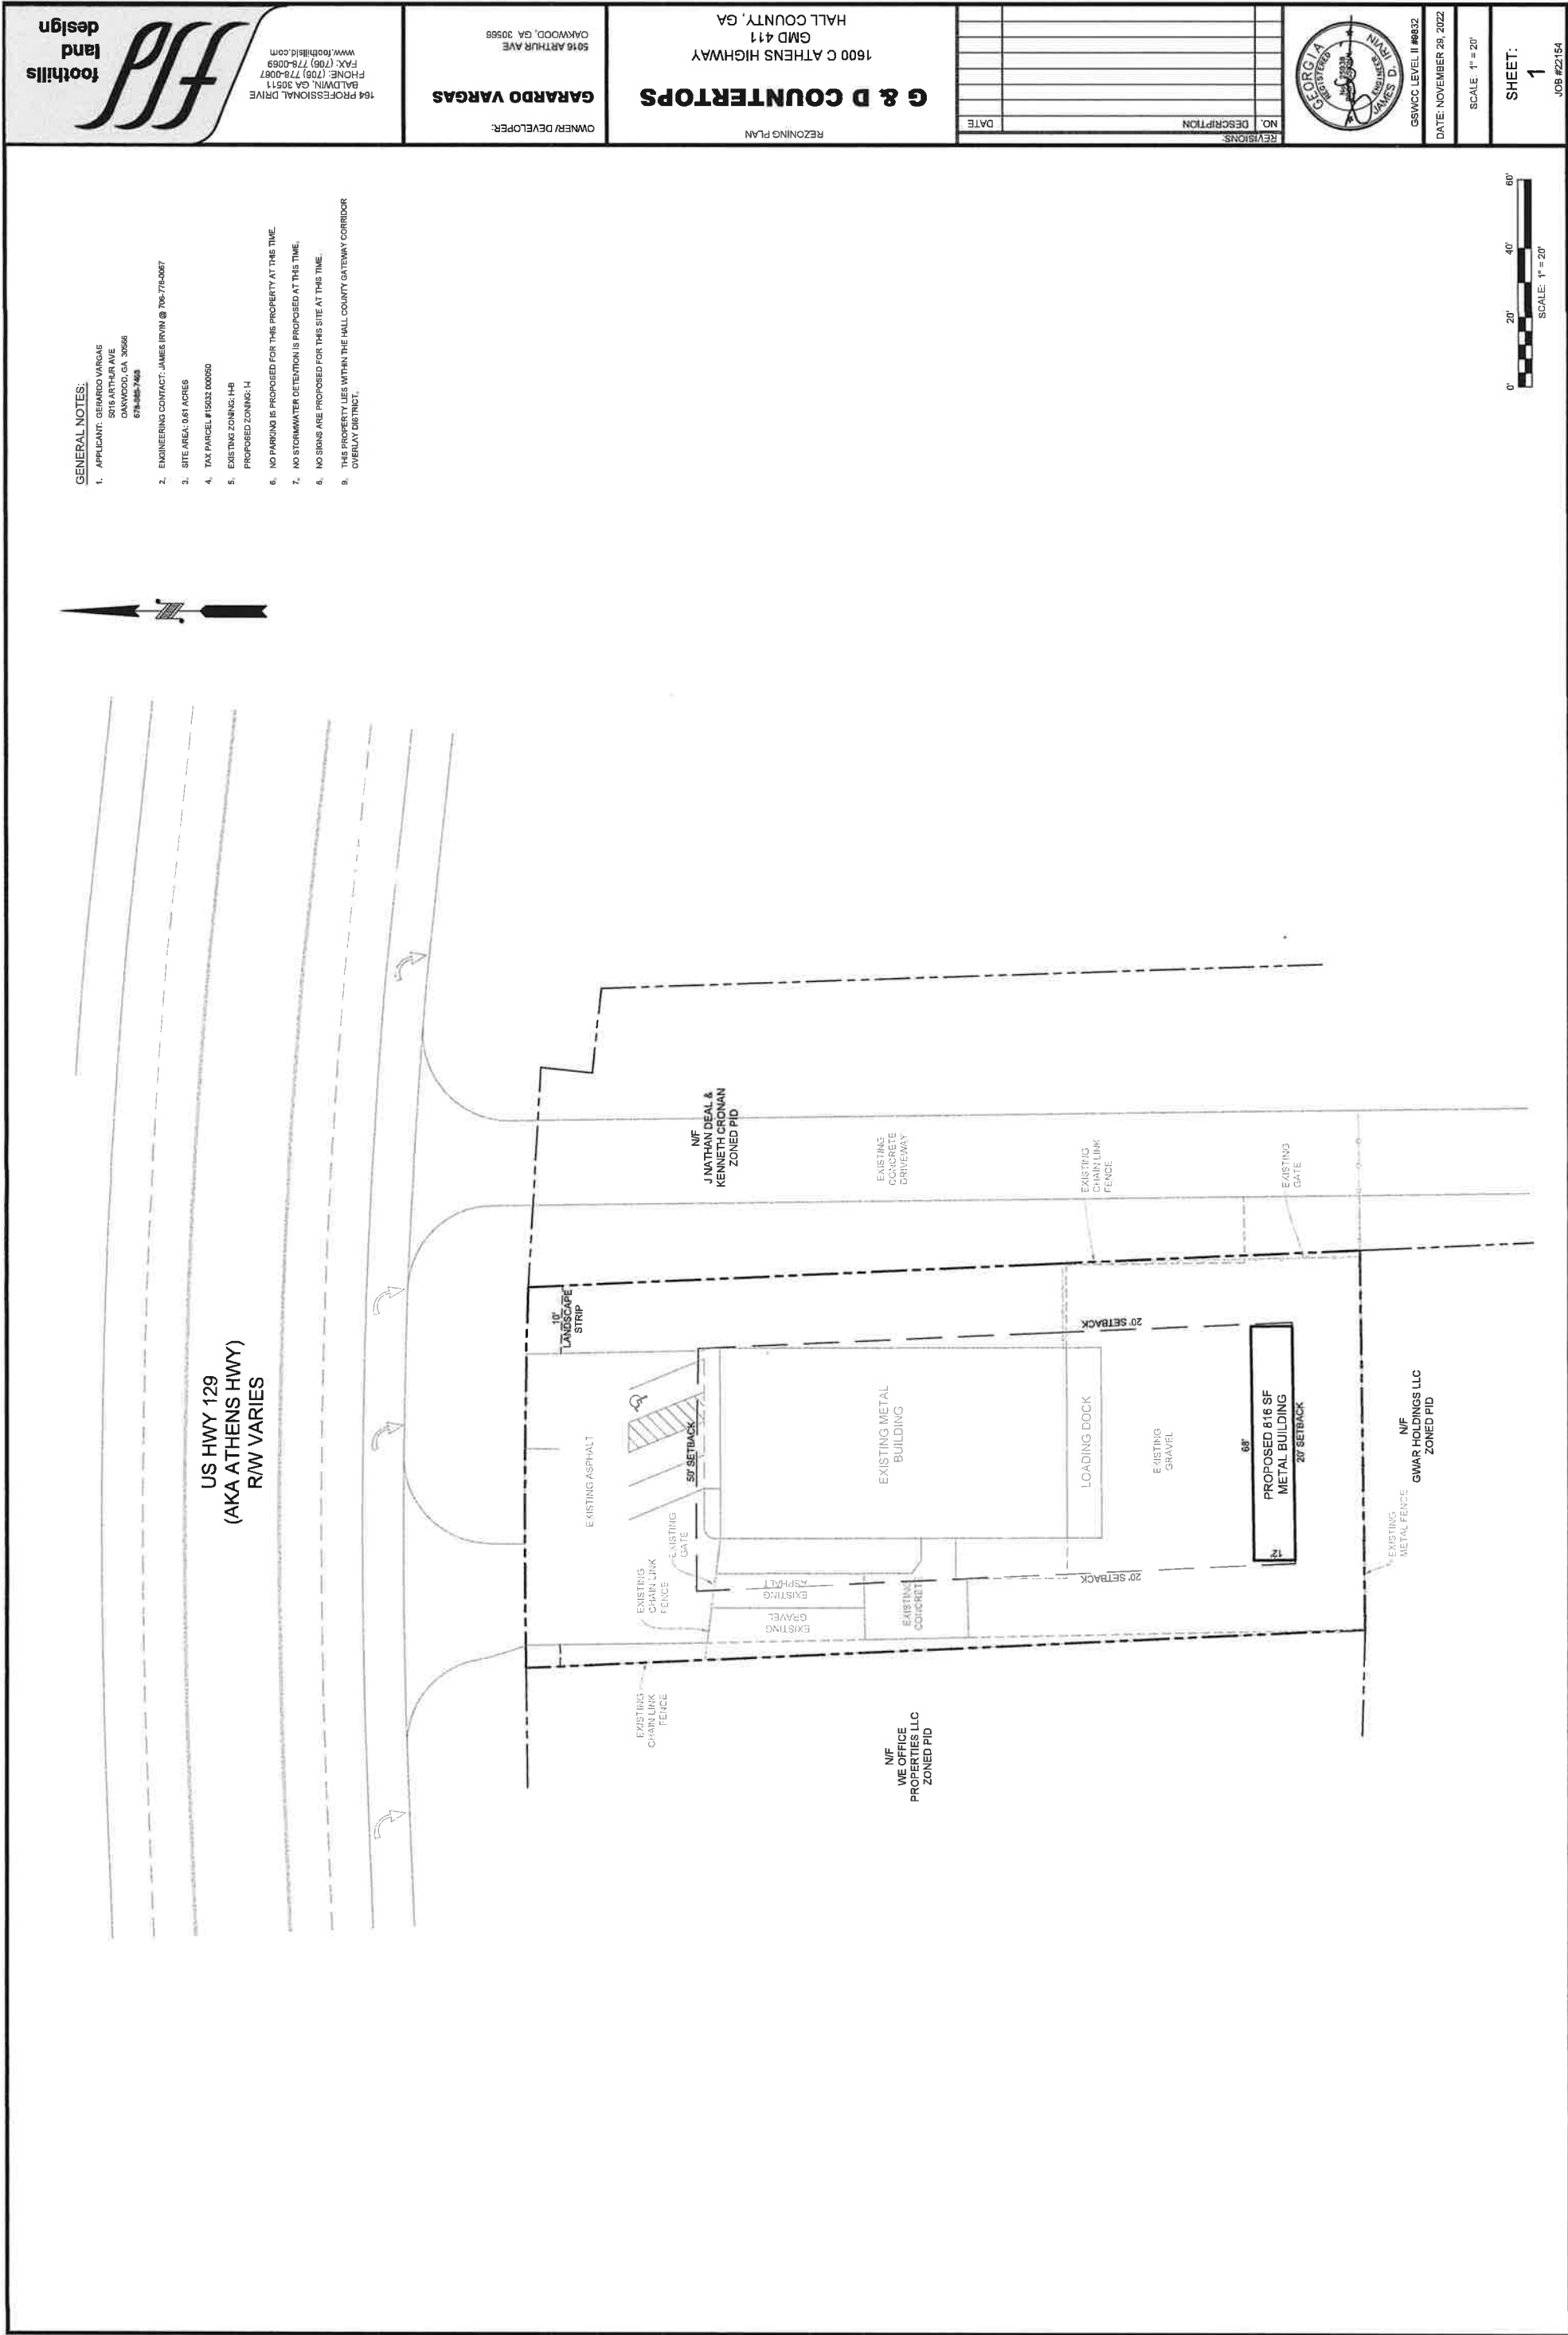 foothills
land
design
164 PROFESSIONAL DRIVE
BALDWIN, GA 30511
PHONE: (706) 778-0067
FAX: (706) 778-0069
www.foothillsld.com
OWNER/ DEVELOPER:
GARARDO VARGAS
5016 ARTHUR AVE
OAKWOOD, GA 30566
REZONING PLAN
G & D COUNTERTOPS
1600 C ATHENS HIGHWAY
GMD 411
HALL COUNTY, GA
REVISIONS:
NO. DESCRIPTION DATE
GEORGIA
REGISTERED
ENGINEER
JAMES D. IRVIN
GSWCC LEVEL II #9832
DATE: NOVEMBER 29, 2022
SCALE 1" = 20'
SHEET:
1
JOB #22154
GENERAL NOTES:
1. APPLICANT: GERARDO VARGAS
5016 ARTHUR AVE
OAKWOOD, GA 30566
2. ENGINEERING CONTACT: JAMES IRVIN @ 706-778-0067
3. SITE AREA: 0.61 ACRES
4. TAX PARCEL #15032 000050
5. EXISTING ZONING: H-B
PROPOSED ZONING: I-I
6. NO PARKING IS PROPOSED FOR THIS PROPERTY AT THIS TIME.
7. NO STORMWATER DETENTION IS PROPOSED AT THIS TIME.
8. NO SIGNS ARE PROPOSED FOR THIS SITE AT THIS TIME.
9. THIS PROPERTY LIES WITHIN THE HALL COUNTY GATEWAY CORRIDOR
OVERLAY DISTRICT.
US HWY 129
(AKA ATHENS HWY)
R/W VARIES
10'
LANDSCAPE
STRIP
N/F
J NATHAN DEAL &
KENNETH CRONAN
ZONED PID
EXISTING
CONCRETE
DRIVEWAY
EXISTING
CHAIN LINK
FENCE
EXISTING
GATE
EXISTING ASPHALT
50' SETBACK
EXISTING METAL
BUILDING
LOADING DOCK
EXISTING
GRAVEL
20' SETBACK
68'
PROPOSED 816 SF
METAL BUILDING
12'
20' SETBACK
20' SETBACK
EXISTING
CHAIN LINK
FENCE
EXISTING
GATE
EXISTING
ASPHALT
EXISTING
GRAVEL
EXISTING
CONCRETE
EXISTING
CHAIN LINK
FENCE
EXISTING
METAL FENCE
N/F
WE OFFICE
PROPERTIES LLC
ZONED PID
N/F
GWAR HOLDINGS LLC
ZONED PID
0' 20' 40' 60'
SCALE: 1" = 20'